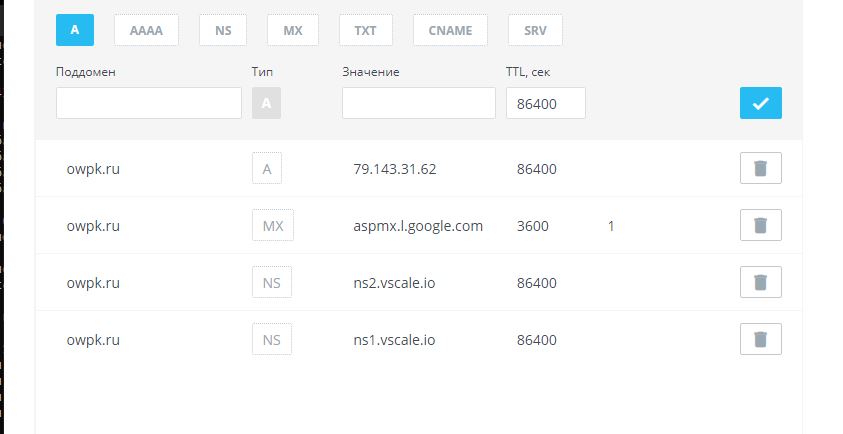 A AAAA NS MX TXT CNAME SRV
Поддомен Тип Значение TTL, сек
A 86400
owpk.ru A 79.143.31.62 86400
owpk.ru MX aspmx.l.google.com 3600 1
owpk.ru NS ns2.vscale.io 86400
owpk.ru NS ns1.vscale.io 86400